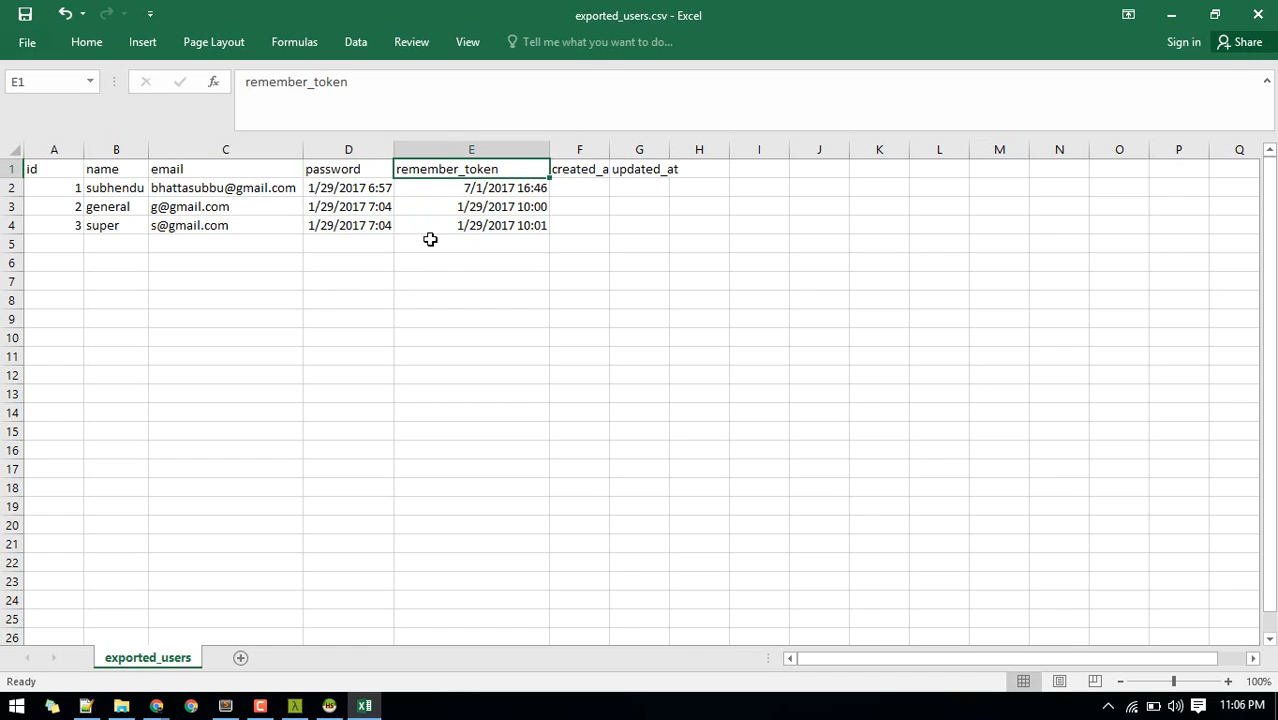 exported_users.csv - Excel
File Home Insert Page Layout Formulas Data Review View Tell me what you want to do... Sign in Share
E1 fx remember_token
A B C D E F G H I J K L M N O P Q
1 id name email password remember_token created_a updated_at
2 1 subhendu bhattasubbu@gmail.com 1/29/2017 6:57 7/1/2017 16:46
3 2 general g@gmail.com 1/29/2017 7:04 1/29/2017 10:00
4 3 super s@gmail.com 1/29/2017 7:04 1/29/2017 10:01
5
6
7
8
9
10
11
12
13
14
15
16
17
18
19
20
21
22
23
24
25
26
exported_users
Ready 100%
11:06 PM